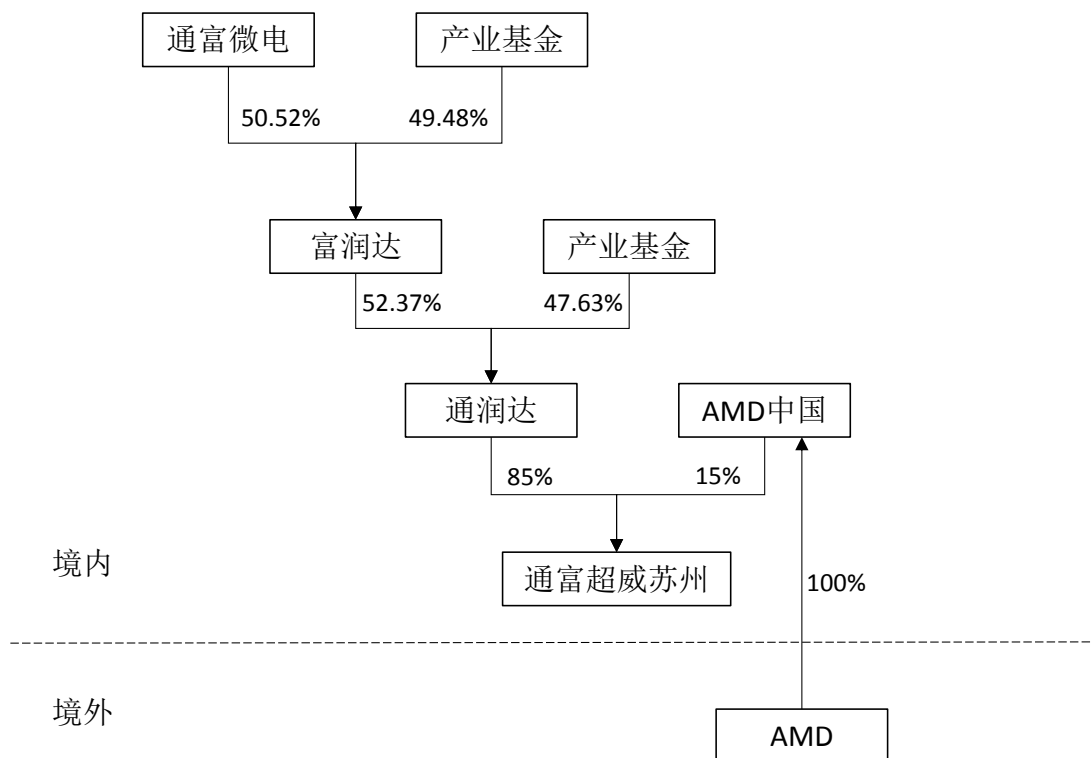 通富微电
产业基金
50.52%
49.48%
富润达
产业基金
52.37%
47.63%
通润达
AMD中国
85%
15%
境内
通富超威苏州
100%
境外
AMD